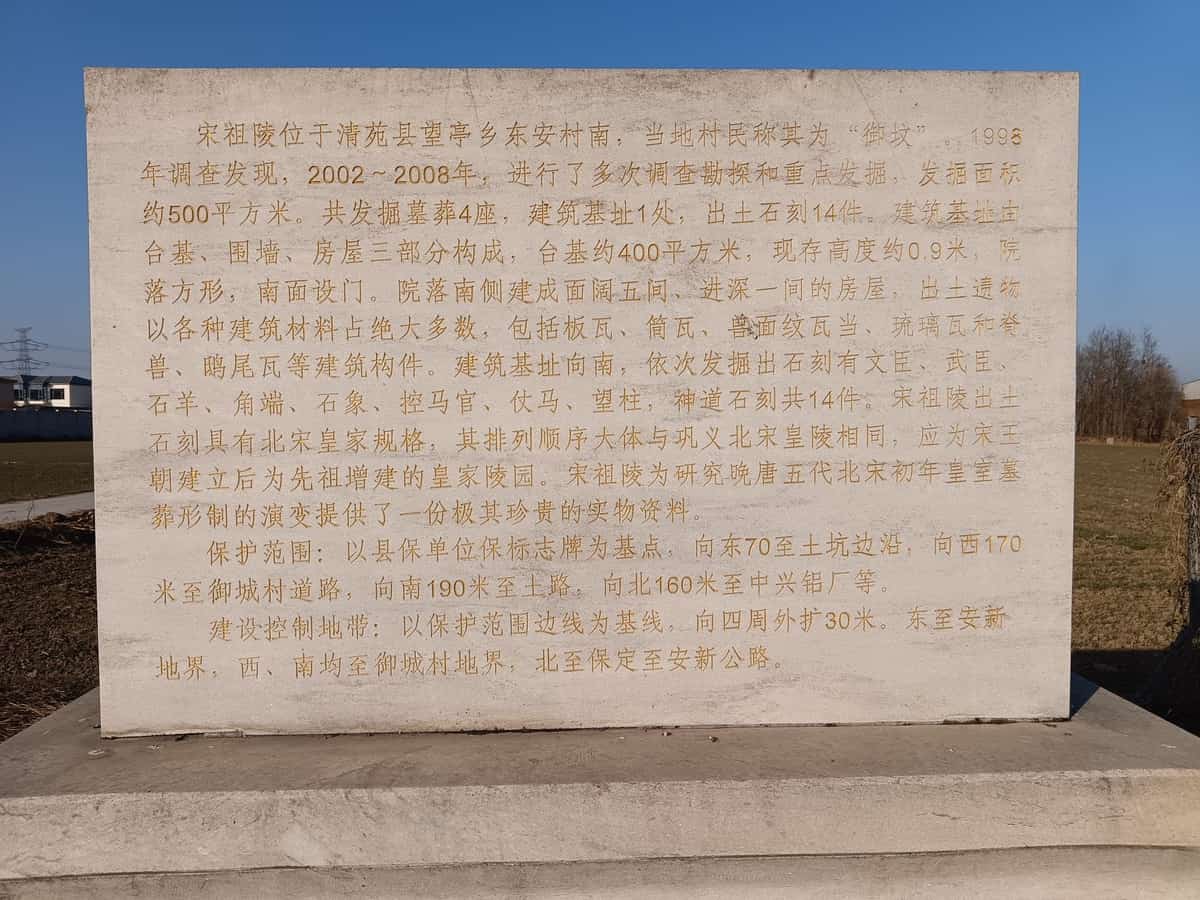 宋祖陵位于清苑县望亭乡东安村南，当地村民称其为“御坟”。1998
年调查发现，2002～2008年，进行了多次调查勘探和重点发掘，发掘面积
约500平方米。共发掘墓葬4座，建筑基址1处，出土石刻14件。建筑基址由
台基、围墙、房屋三部分构成，台基约400平方米，现存高度约0.9米，院
落方形，南面设门。院落南侧建成面阔五间、进深一间的房屋，出土遗物
以各种建筑材料占绝大多数，包括板瓦、筒瓦、兽面纹瓦当、琉璃瓦和脊
兽、鸱尾瓦等建筑构件。建筑基址向南，依次发掘出石刻有文臣、武臣、
石羊、角端、石象、控马官、仗马、望柱，神道石刻共14件。宋祖陵出土
石刻具有北宋皇家规格，其排列顺序大体与巩义北宋皇陵相同，应为宋王
朝建立后为先祖增建的皇家陵园。宋祖陵为研究晚唐五代北宋初年皇室墓
葬形制的演变提供了一份极其珍贵的实物资料。
保护范围：以县保单位保标志牌为基点，向东70至土坑边沿，向西170
米至御城村道路，向南190米至土路，向北160米至中兴铝厂等。
建设控制地带：以保护范围边线为基线，向四周外扩30米。东至安新
地界，西、南均至御城村地界，北至保定至安新公路。